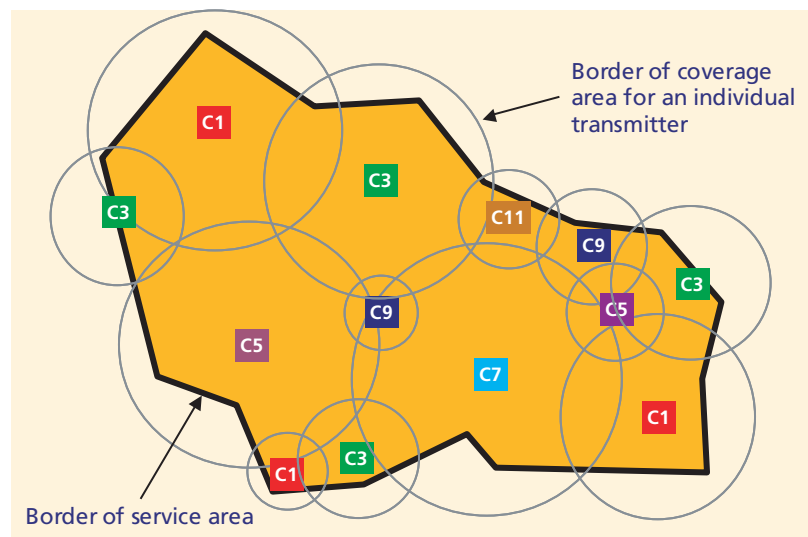 Border of coverage
area for an individual
transmitter
C1
C3
C3
C11
C9
C3
C5
C9
C5
C7
C1
C3
C1
Border of service area